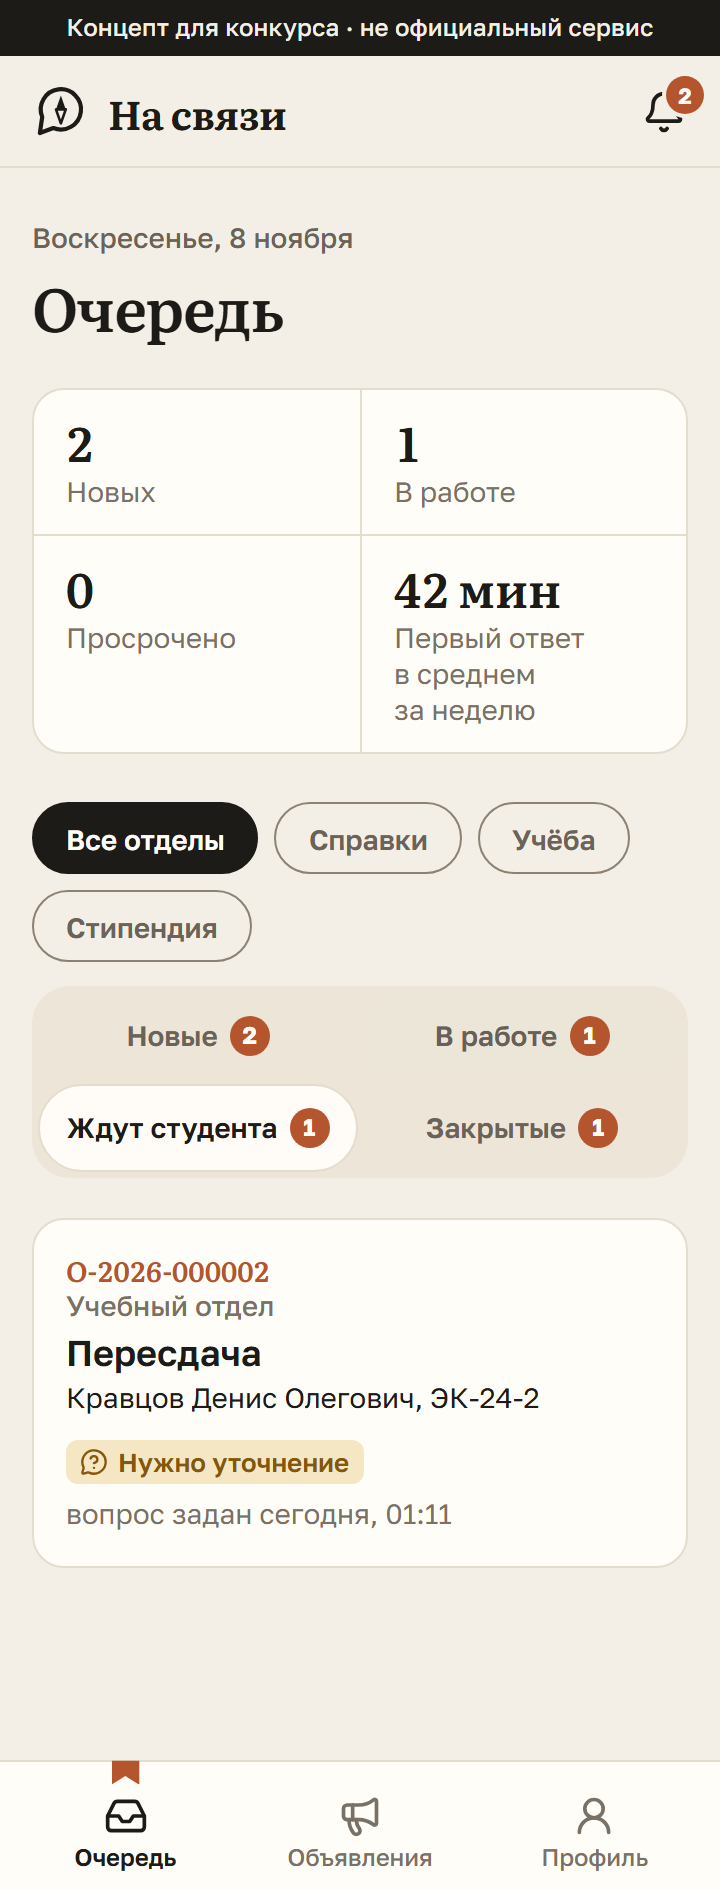 Концепт для конкурса · не официальный сервис
На связи
2
Воскресенье, 8 ноября
Очередь
2
Новых
1
В работе
0
Просрочено
42 мин
Первый ответ
в среднем
за неделю
Все отделы
Справки
Учёба
Стипендия
Новые 2
В работе 1
Ждут студента 1
Закрытые 1
О-2026-000002
Учебный отдел
Пересдача
Кравцов Денис Олегович, ЭК-24-2
Нужно уточнение
вопрос задан сегодня, 01:11
Очередь
Объявления
Профиль